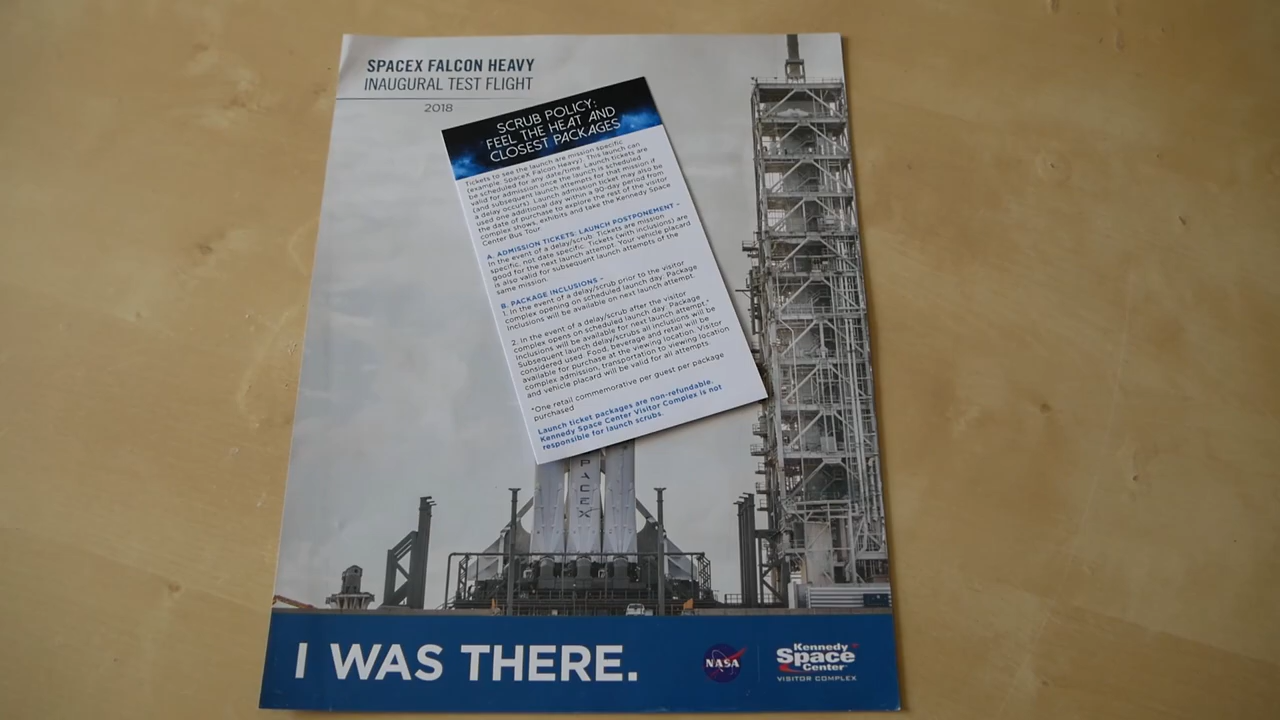 SPACEX FALCON HEAVY
INAUGURAL TEST FLIGHT
2018
SCRUB POLICY:
FEEL THE HEAT AND
CLOSEST PACKAGES
Tickets to see the launch are mission specific
(example, SpaceX Falcon Heavy). This launch can
be scheduled for any date/time. Launch tickets are
valid for admission once the launch is scheduled
(and subsequent launch attempts for that mission if
a delay occurs). Launch admission ticket may also be
used one additional day within a 90-day period from
the date of purchase to explore the rest of the visitor
complex shows, exhibits and take the Kennedy Space
Center Bus Tour.
A. ADMISSION TICKETS: LAUNCH POSTPONEMENT –
In the event of a delay/scrub: Tickets are mission
specific, not date specific. Tickets (with inclusions) are
good for the next launch attempt. Your vehicle placard
is also valid for subsequent launch attempts of the
same mission.
B. PACKAGE INCLUSIONS –
1. In the event of a delay/scrub prior to the visitor
complex opening on scheduled launch day: Package
Inclusions will be available on next launch attempt.
2. In the event of a delay/scrub after the visitor
complex opens on scheduled launch day: Package
Inclusions will be available for next launch attempt.*
Subsequent launch delay/scrubs all inclusions will be
considered used. Food, beverage and retail will be
available for purchase at the viewing location. Visitor
complex admission, transportation to viewing location
and vehicle placard will be valid for all attempts.
*One retail commemorative per guest per package
purchased
Launch ticket packages are non-refundable.
Kennedy Space Center Visitor Complex is not
responsible for launch scrubs.
PACEX
I WAS THERE.
NASA
Kennedy
Space
Center
VISITOR COMPLEX